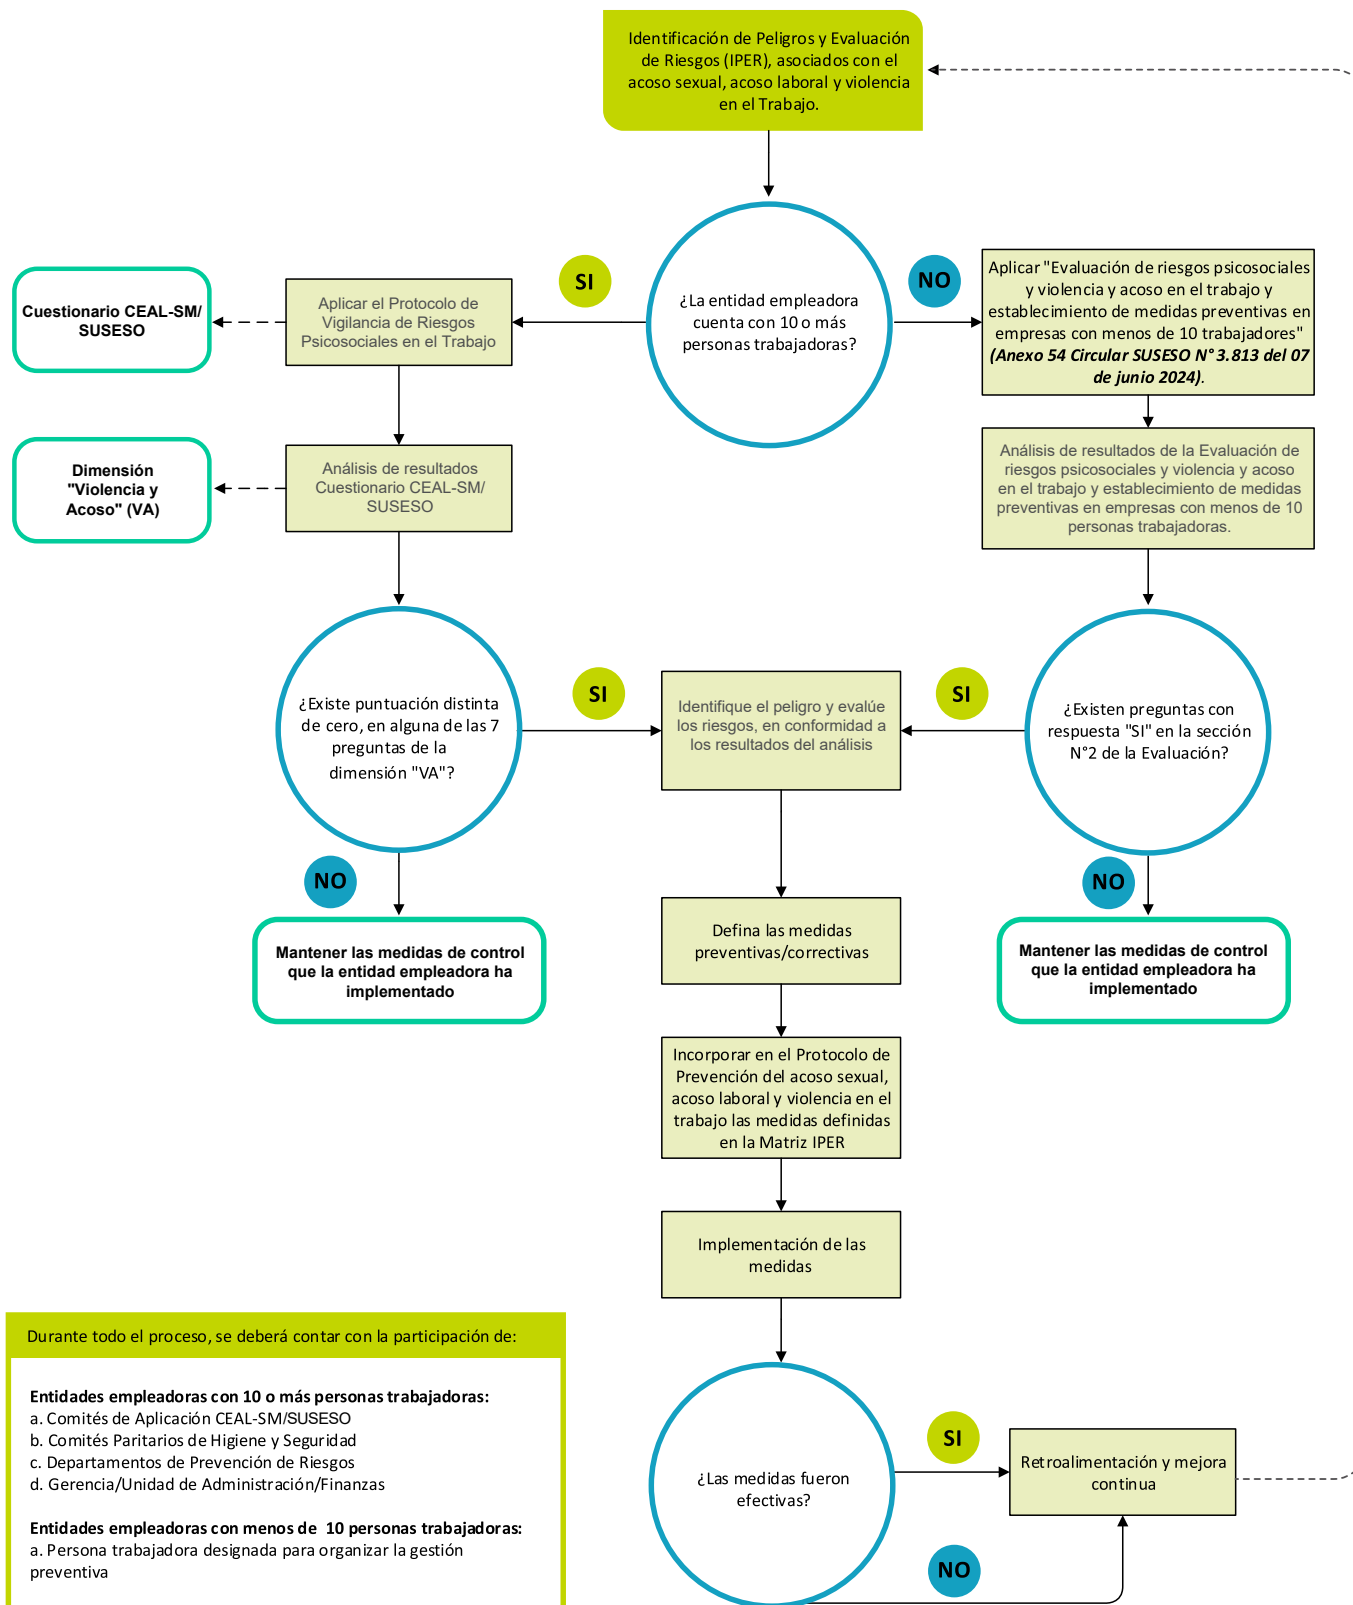 Identificación de Peligros y Evaluación
de Riesgos (IPER), asociados con el
acoso sexual, acoso laboral y violencia
en el Trabajo.
¿La entidad empleadora
cuenta con 10 o más
personas trabajadoras?
SI
NO
Cuestionario CEAL-SM/
SUSESO
Aplicar el Protocolo de
Vigilancia de Riesgos
Psicosociales en el Trabajo
Aplicar "Evaluación de riesgos psicosociales
y violencia y acoso en el trabajo y
establecimiento de medidas preventivas en
empresas con menos de 10 trabajadores"
(Anexo 54 Circular SUSESO N° 3.813 del 07
de junio 2024).
Dimensión
"Violencia y
Acoso" (VA)
Análisis de resultados
Cuestionario CEAL-SM/
SUSESO
Análisis de resultados de la Evaluación de
riesgos psicosociales y violencia y acoso
en el trabajo y establecimiento de medidas
preventivas en empresas con menos de 10
personas trabajadoras.
¿Existe puntuación distinta
de cero, en alguna de las 7
preguntas de la
dimensión "VA"?
SI
Identifique el peligro y evalúe
los riesgos, en conformidad a
los resultados del análisis
SI
¿Existen preguntas con
respuesta "SI" en la sección
N°2 de la Evaluación?
NO
NO
Mantener las medidas de control
que la entidad empleadora ha
implementado
Defina las medidas
preventivas/correctivas
Mantener las medidas de control
que la entidad empleadora ha
implementado
Incorporar en el Protocolo de
Prevención del acoso sexual,
acoso laboral y violencia en el
trabajo las medidas definidas
en la Matriz IPER
Implementación de las
medidas
¿Las medidas fueron
efectivas?
SI
NO
Retroalimentación y mejora
continua
Durante todo el proceso, se deberá contar con la participación de:
Entidades empleadoras con 10 o más personas trabajadoras:
a. Comités de Aplicación CEAL-SM/SUSESO
b. Comités Paritarios de Higiene y Seguridad
c. Departamentos de Prevención de Riesgos
d. Gerencia/Unidad de Administración/Finanzas
Entidades empleadoras con menos de 10 personas trabajadoras:
a. Persona trabajadora designada para organizar la gestión
preventiva